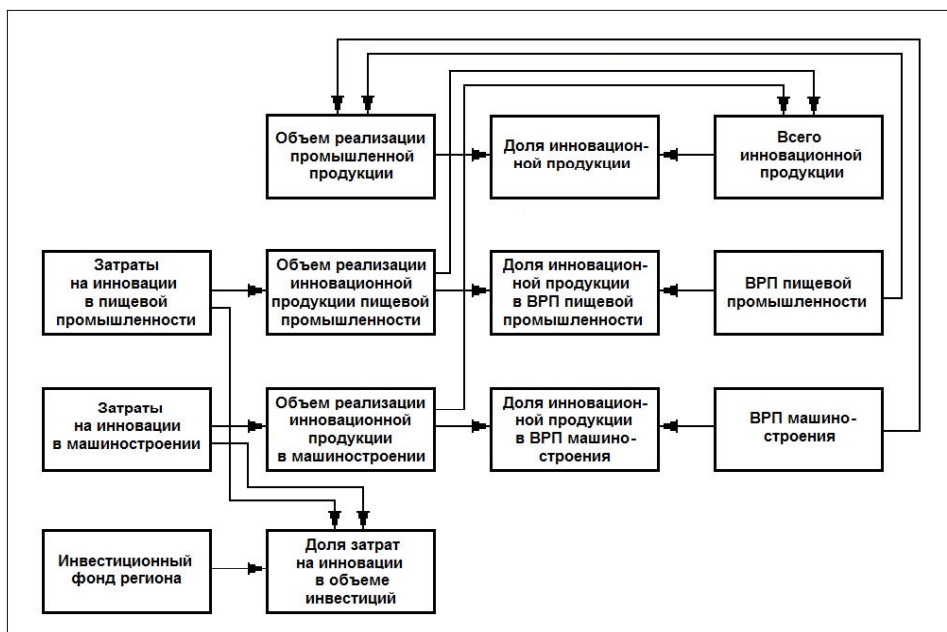 Объем реализации
промышленной
продукции
Доля инновацион-
ной продукции
Всего
инновационной
продукции
Затраты
на инновации
в пищевой
промышленности
Объем реализации
инновационной
продукции пищевой
промышленности
Доля инновацион-
ной продукции
в ВРП пищевой
промышленности
ВРП пищевой
промышленности
Затраты
на инновации
в машиностроении
Объем реализации
инновационной
продукции
в машиностроении
Доля инновацион-
ной продукции
в ВРП машино-
строения
ВРП машино-
строения
Инвестиционный
фонд региона
Доля затрат
на инновации
в объеме
инвестиций